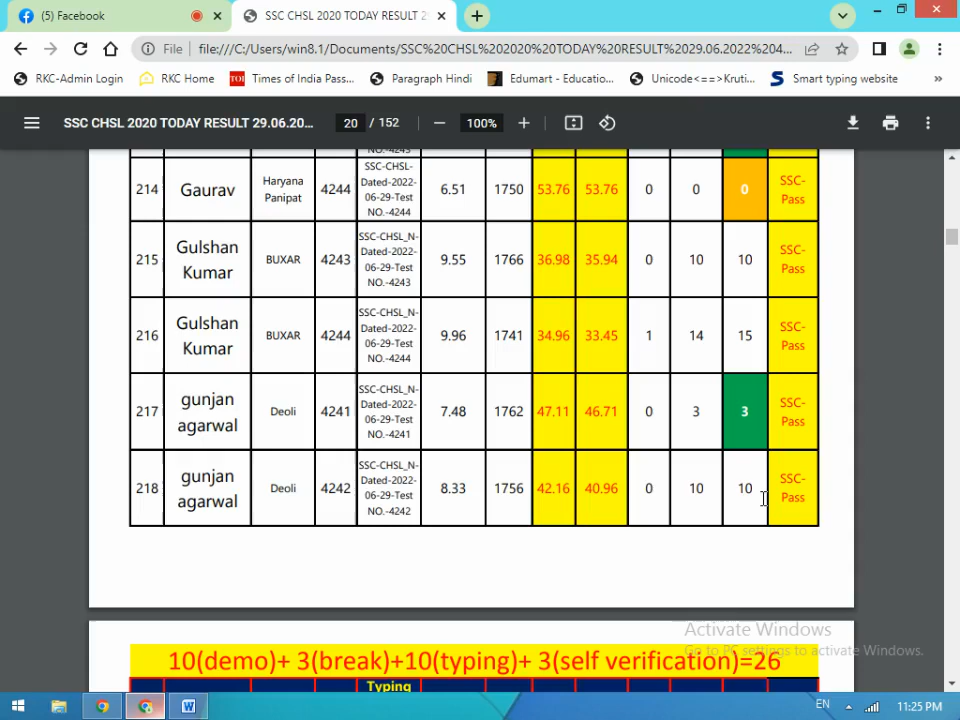 (5) Facebook
SSC CHSL 2020 TODAY RESULT 29
File
file:///C:/Users/win8.1/Documents/SSC%20CHSL%202020%20TODAY%20RESULT%2029.06.2022%204...
RKC-Admin Login
RKC Home
TOI
Times of India Pass...
Paragraph Hindi
Edumart - Educatio...
Unicode<==>Kruti...
Smart typing website
»
SSC CHSL 2020 TODAY RESULT 29.06.20...
20 / 152
100%
214 Gaurav Haryana Panipat 4244 SSC-CHSL-Dated-2022-06-29-Test NO.-4244 6.51 1750 53.76 53.76 0 0 0 SSC-Pass
215 Gulshan Kumar BUXAR 4243 SSC-CHSL_N-Dated-2022-06-29-Test NO.-4243 9.55 1766 36.98 35.94 0 10 10 SSC-Pass
216 Gulshan Kumar BUXAR 4244 SSC-CHSL_N-Dated-2022-06-29-Test NO.-4244 9.96 1741 34.96 33.45 1 14 15 SSC-Pass
217 gunjan agarwal Deoli 4241 SSC-CHSL_N-Dated-2022-06-29-Test NO.-4241 7.48 1762 47.11 46.71 0 3 3 SSC-Pass
218 gunjan agarwal Deoli 4242 SSC-CHSL_N-Dated-2022-06-29-Test NO.-4242 8.33 1756 42.16 40.96 0 10 10 SSC-Pass
Activate Windows
Go to PC settings to activate Windows.
10(demo)+ 3(break)+10(typing)+ 3(self verification)=26
Typing
EN
11:25 PM